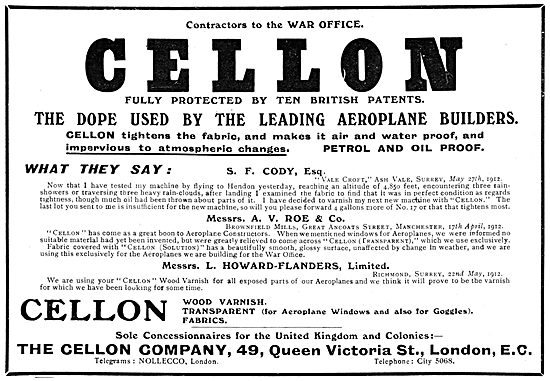 Contractors to the WAR OFFICE.
CELLON
FULLY PROTECTED BY TEN BRITISH PATENTS.
THE DOPE USED BY THE LEADING AEROPLANE BUILDERS.
CELLON tightens the fabric, and makes it air and water proof, and
impervious to atmospheric changes. PETROL AND OIL PROOF.
WHAT THEY SAY: S. F. CODY, Esq.
"VALE CROFT," ASH VALE, SURREY, May 27th, 1912.
Now that I have tested my machine by flying to Hendon yesterday, reaching an altitude of 4,850 feet, encountering three rain-
showers or traversing three heavy rain-clouds, after landing I examined the fabric to find that it was in perfect condition as regards
tightness, though much oil had been thrown about parts of it. I have decided to varnish my next new machine with "CELLON." The
last lot you sent to me is insufficient for the new machine, so will you please forward 4 gallons more of No. 17 or that that tightens most.
Messrs. A. V. ROE & Co.
BROWNFIELD MILLS, GREAT ANCOATS STREET, MANCHESTER, 17th April, 1912.
"CELLON" has come as a great boon to Aeroplane Constructors. When we mentioned windows for Aeroplanes, we were informed no
suitable material had yet been invented, but were greatly relieved to come across "CELLON (TRANSPARENT)," which we use exclusively.
Fabric covered with "CELLON [SOLUTION]" has a beautifully smooth, glossy surface, unaffected by change in weather, and we are
using this exclusively for the Aeroplanes we are building for the War Office.
Messrs. L. HOWARD-FLANDERS, Limited.
RICHMOND, SURREY, 22nd May, 1912.
We are using your "CELLON" Wood Varnish for all exposed parts of our Aeroplanes and we think it will prove to be the varnish
for which we have been looking for some time.
CELLON
WOOD VARNISH.
TRANSPARENT (for Aeroplane Windows and also for Goggles).
FABRICS.
Sole Concessionnaires for the United Kingdom and Colonies:—
THE CELLON COMPANY, 49, Queen Victoria St., London, E.C.
Telegrams: NOLLECCO, London. Telephone: City 5068.